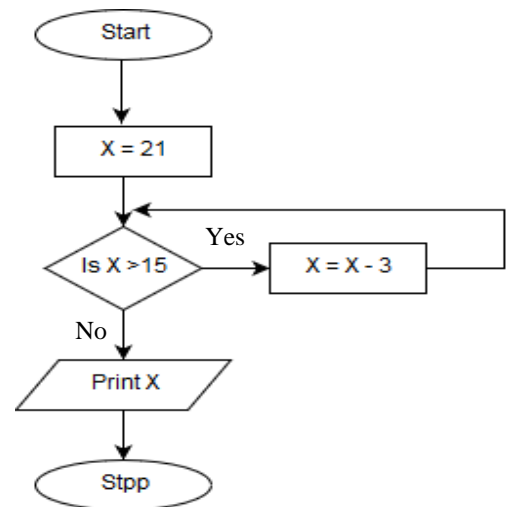 Start
X = 21
Is X >15
Yes
X = X - 3
No
Print X
Stpp